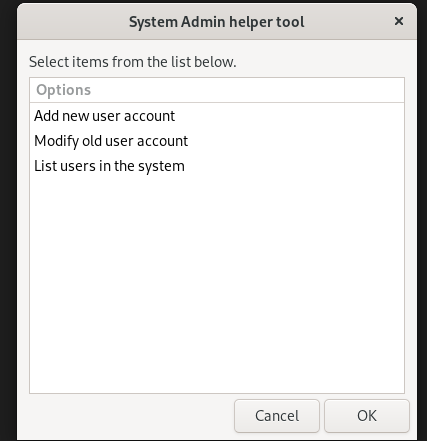 System Admin helper tool
Select items from the list below.
Options
Add new user account
Modify old user account
List users in the system
Cancel
OK